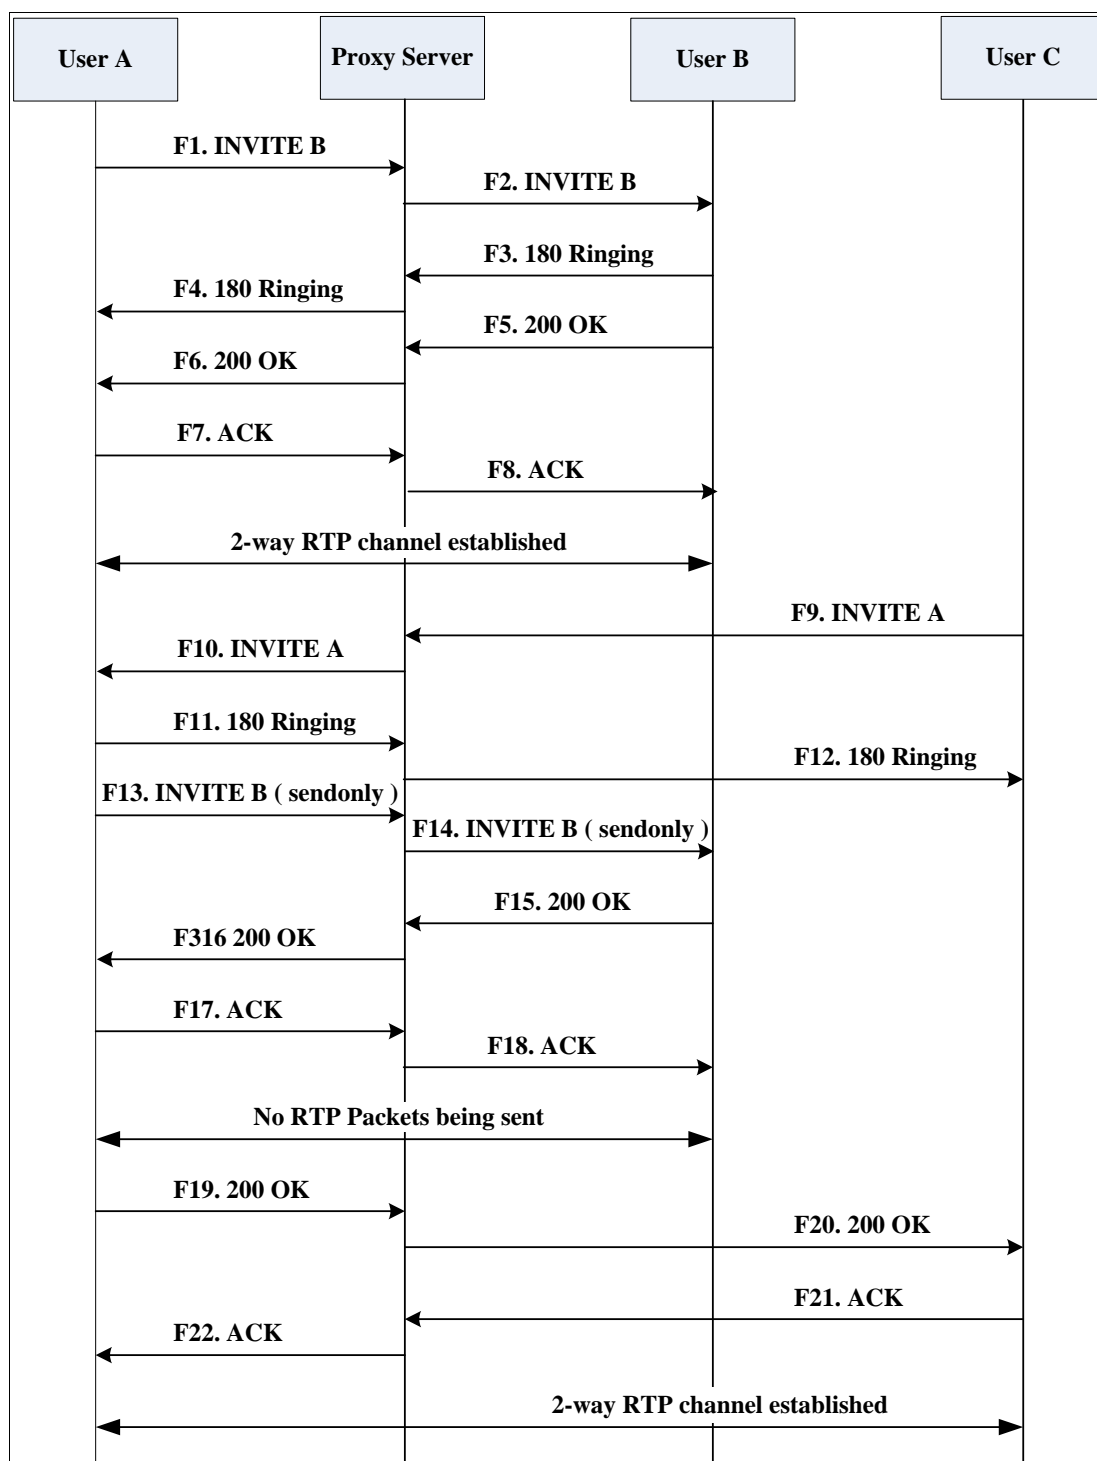 User A
Proxy Server
User B
User C
F1. INVITE B
F2. INVITE B
F3. 180 Ringing
F4. 180 Ringing
F5. 200 OK
F6. 200 OK
F7. ACK
F8. ACK
2-way RTP channel established
F9. INVITE A
F10. INVITE A
F11. 180 Ringing
F12. 180 Ringing
F13. INVITE B ( sendonly )
F14. INVITE B ( sendonly )
F15. 200 OK
F316 200 OK
F17. ACK
F18. ACK
No RTP Packets being sent
F19. 200 OK
F20. 200 OK
F21. ACK
F22. ACK
2-way RTP channel established